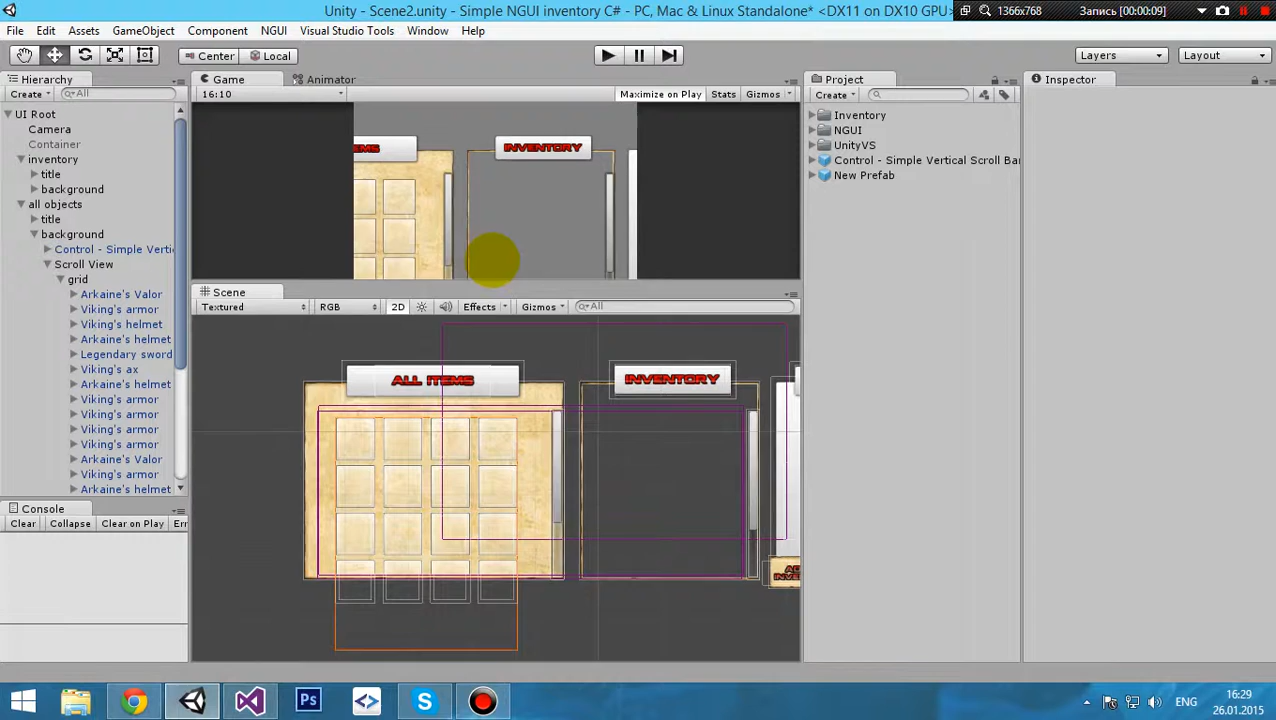 Unity - Scene2.unity - Simple NGUI inventory C# - PC, Mac & Linux Standalone* <DX11 on DX10 GPU>
1366x768
Запись [00:00:09]
File Edit Assets GameObject Component NGUI Visual Studio Tools Window Help
Center Local
Layers Layout
Hierarchy
Create All
UI Root
Camera
Container
inventory
title
background
all objects
title
background
Control - Simple Verti
Scroll View
grid
Arkaine's Valor
Viking's armor
Viking's helmet
Arkaine's helmet
Legendary sword
Viking's ax
Arkaine's helmet
Viking's armor
Viking's armor
Viking's armor
Viking's armor
Arkaine's Valor
Viking's armor
Arkaine's helmet
Console
Clear Collapse Clear on Play Err
Game Animator
16:10
Maximize on Play Stats Gizmos
EMS
INVENTORY
Scene
Textured RGB 2D Effects Gizmos All
ALL ITEMS
INVENTORY
Project
Create
Inventory
NGUI
UnityVS
Control - Simple Vertical Scroll Bar
New Prefab
Inspector
Ps
ENG
16:29
26.01.2015